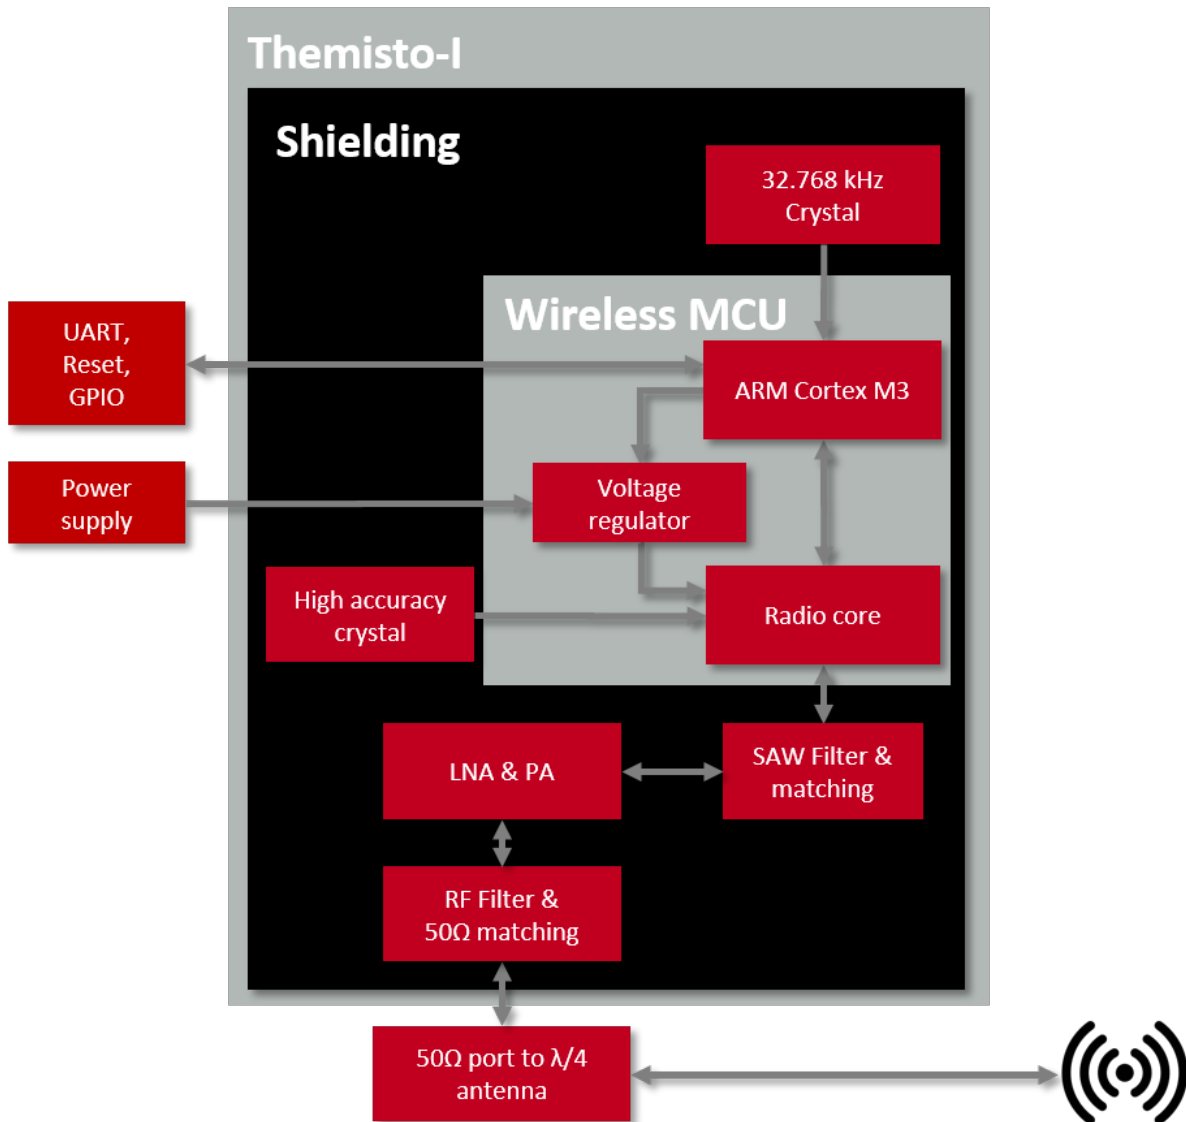 Themisto-I
Shielding
32.768 kHz
Crystal
Wireless MCU
UART,
Reset,
GPIO
ARM Cortex M3
Power
supply
Voltage
regulator
High accuracy
crystal
Radio core
LNA & PA
SAW Filter &
matching
RF Filter &
50Ω matching
50Ω port to λ/4
antenna